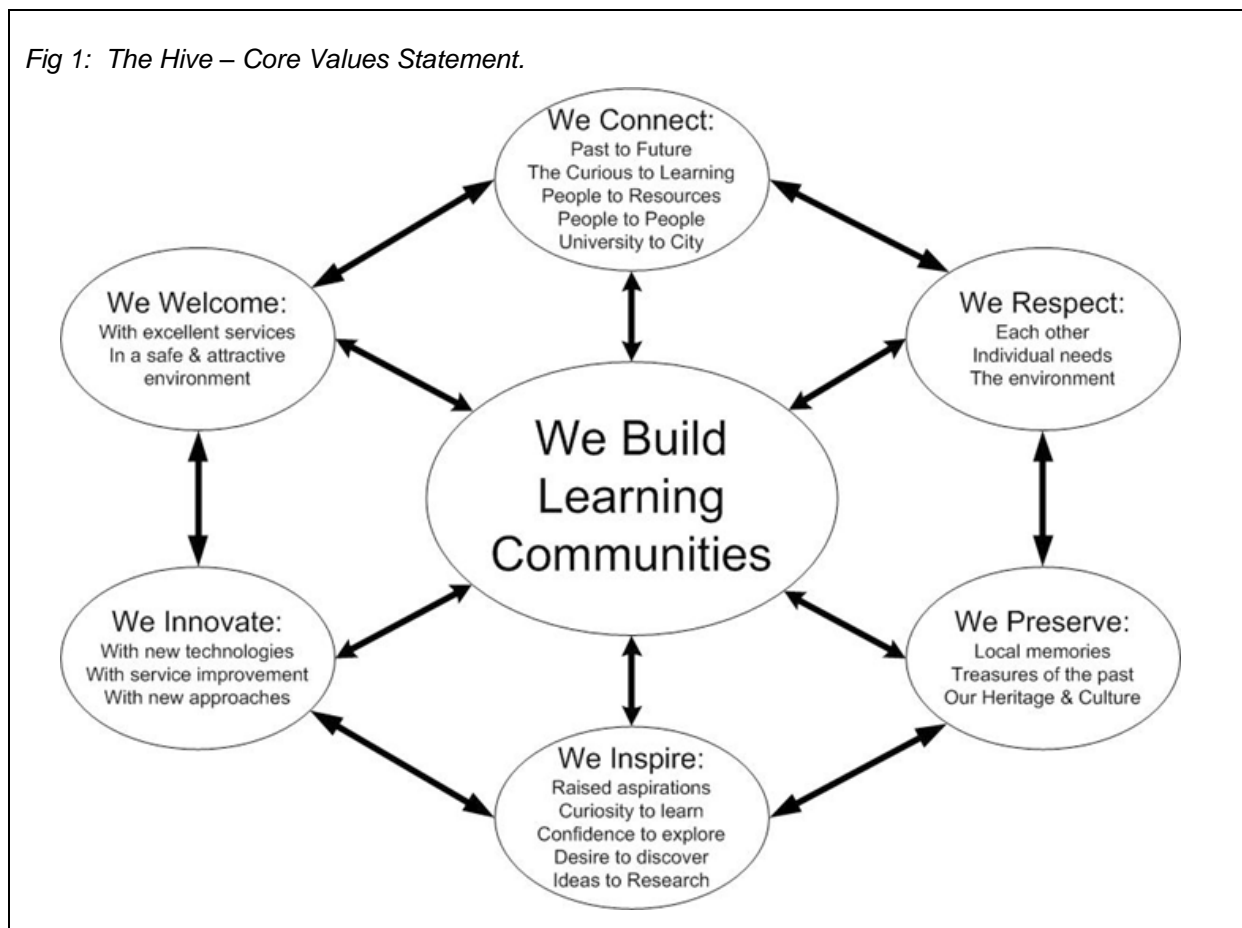 Fig 1:  The Hive – Core Values Statement.
We Connect:
Past to Future
The Curious to Learning
People to Resources
People to People
University to City
We Welcome:
With excellent services
In a safe & attractive
environment
We Respect:
Each other
Individual needs
The environment
We Build
Learning
Communities
We Innovate:
With new technologies
With service improvement
With new approaches
We Preserve:
Local memories
Treasures of the past
Our Heritage & Culture
We Inspire:
Raised aspirations
Curiosity to learn
Confidence to explore
Desire to discover
Ideas to Research